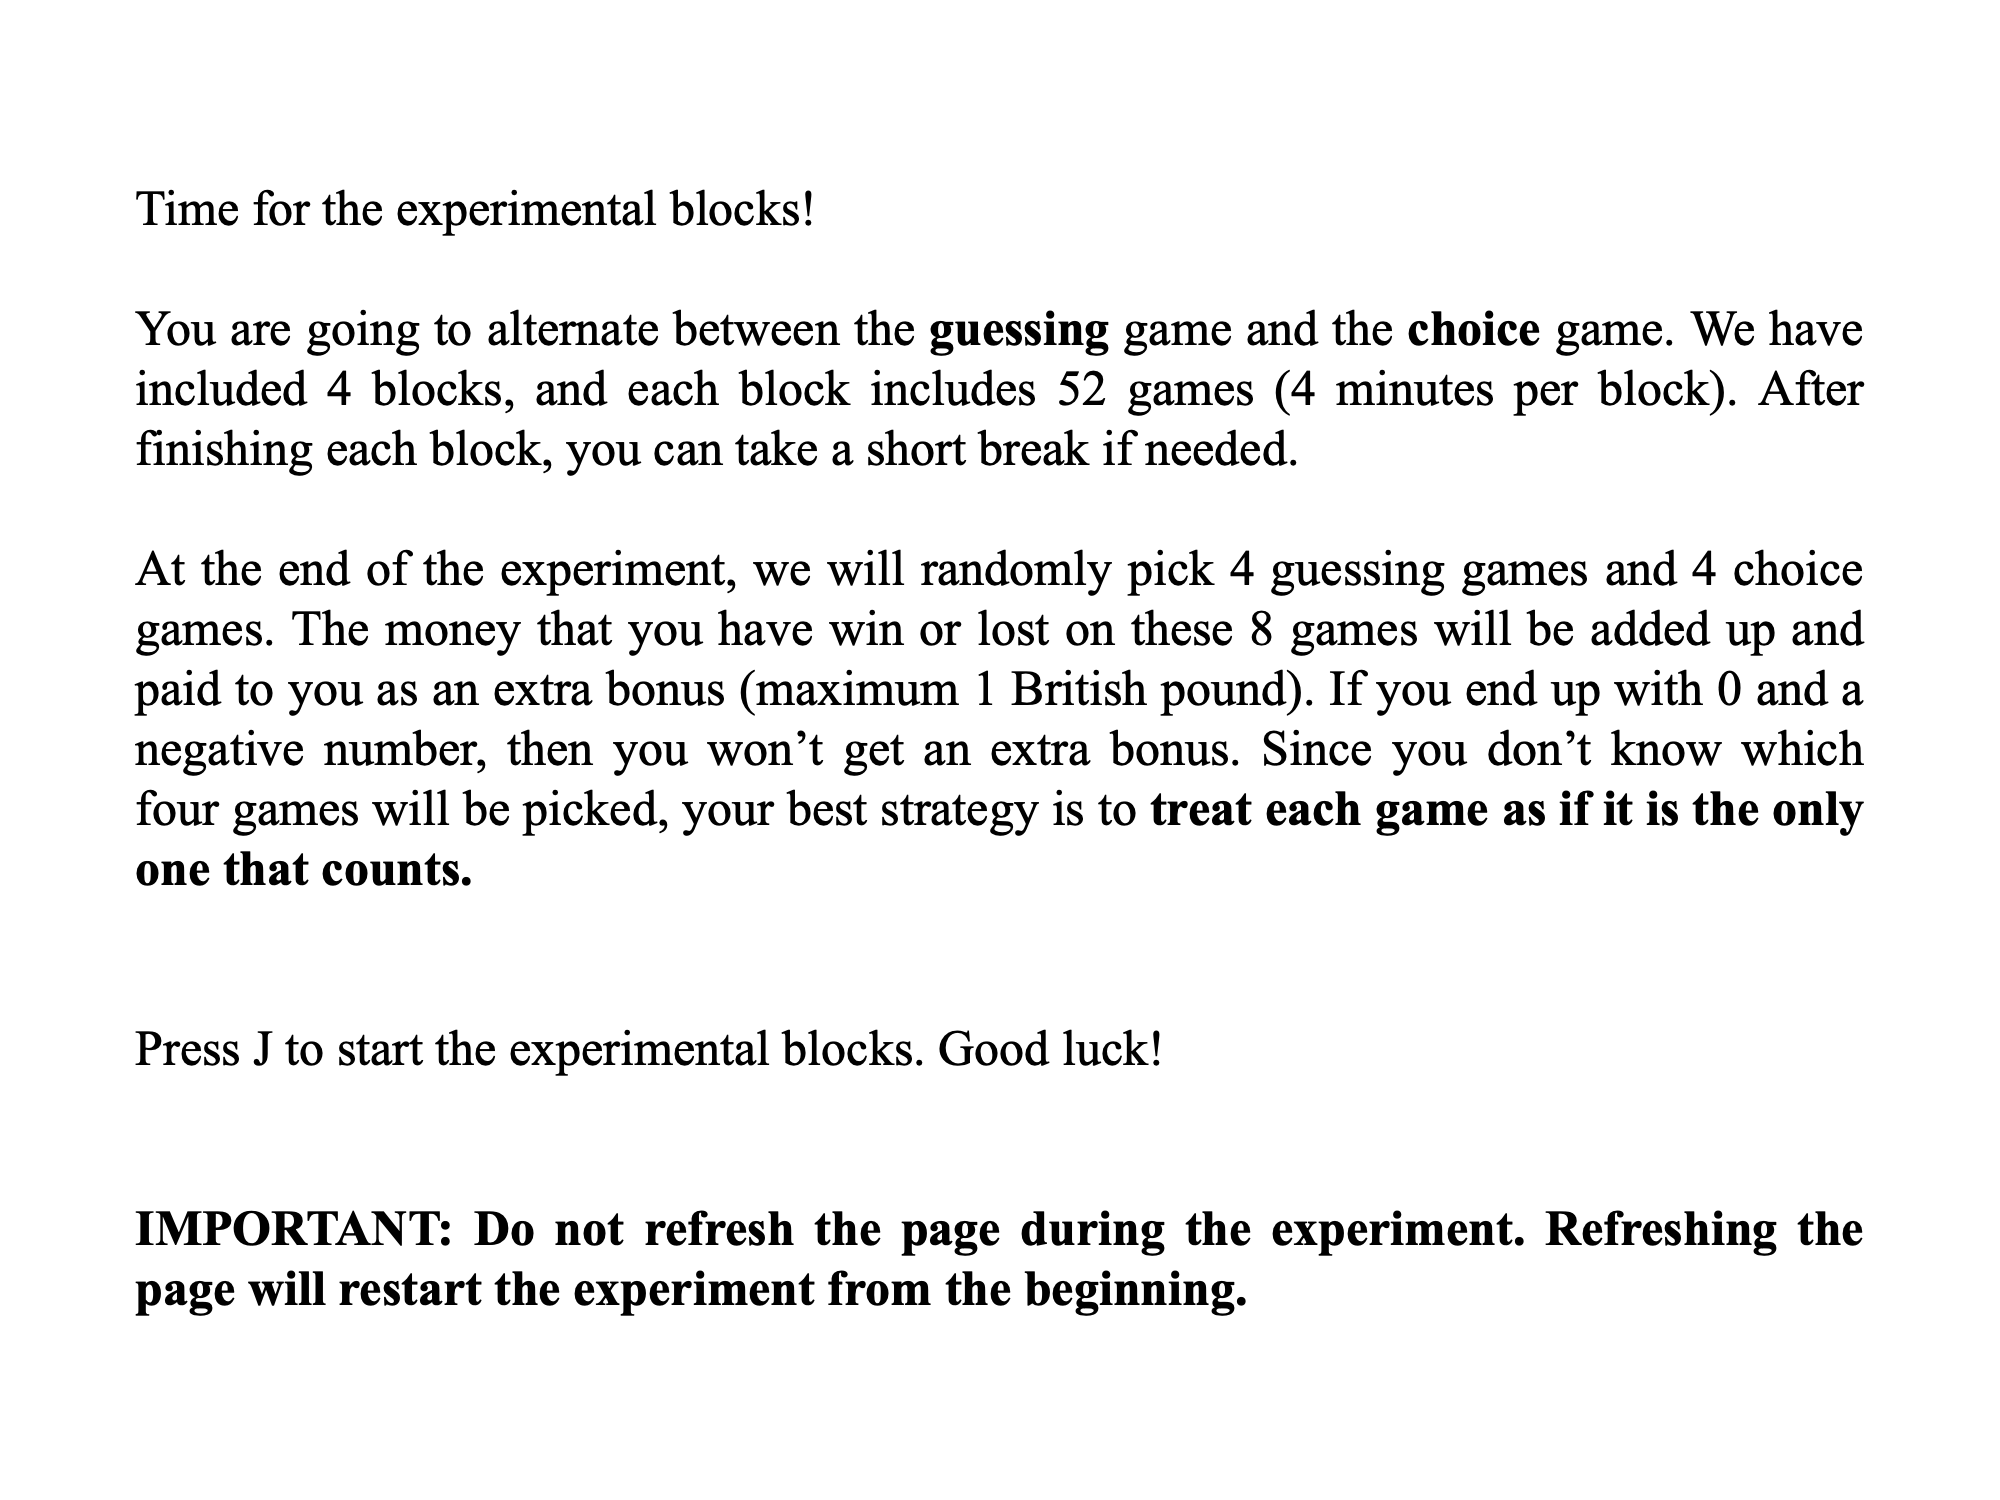 Time for the experimental blocks!
You are going to alternate between the guessing game and the choice game. We have
included 4 blocks, and each block includes 52 games (4 minutes per block). After
finishing each block, you can take a short break if needed.
At the end of the experiment, we will randomly pick 4 guessing games and 4 choice
games. The money that you have win or lost on these 8 games will be added up and
paid to you as an extra bonus (maximum 1 British pound). If you end up with 0 and a
negative number, then you won’t get an extra bonus. Since you don’t know which
four games will be picked, your best strategy is to treat each game as if it is the only
one that counts.
Press J to start the experimental blocks. Good luck!
IMPORTANT: Do not refresh the page during the experiment. Refreshing the
page will restart the experiment from the beginning.